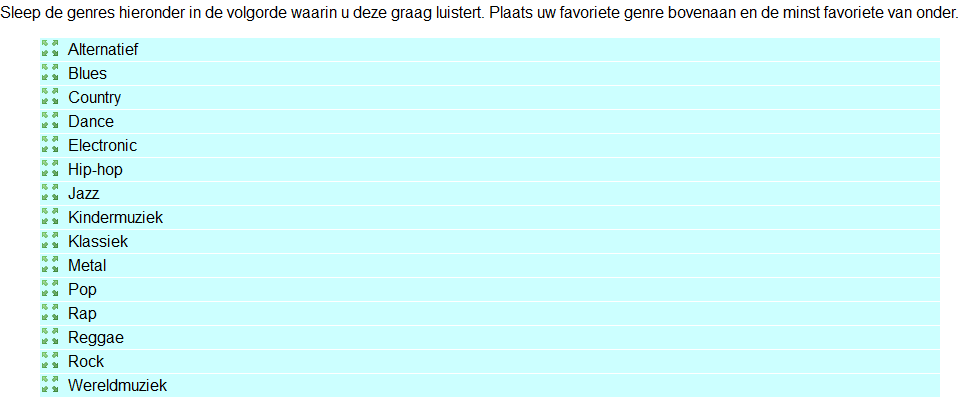 Sleep de genres hieronder in de volgorde waarin u deze graag luistert. Plaats uw favoriete genre bovenaan en de minst favoriete van onder.
Alternatief
Blues
Country
Dance
Electronic
Hip-hop
Jazz
Kindermuziek
Klassiek
Metal
Pop
Rap
Reggae
Rock
Wereldmuziek